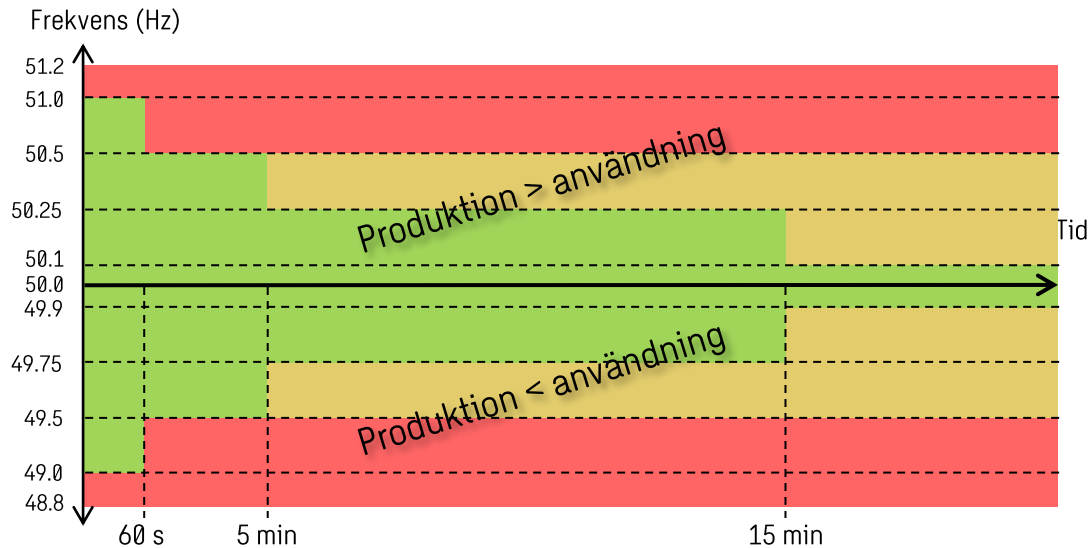 Frekvens (Hz)
51.2
51.0
50.5
50.25
50.1
50.0
49.9
49.75
49.5
49.0
48.8
Produktion > användning
Tid
Produktion < användning
60 s
5 min
15 min